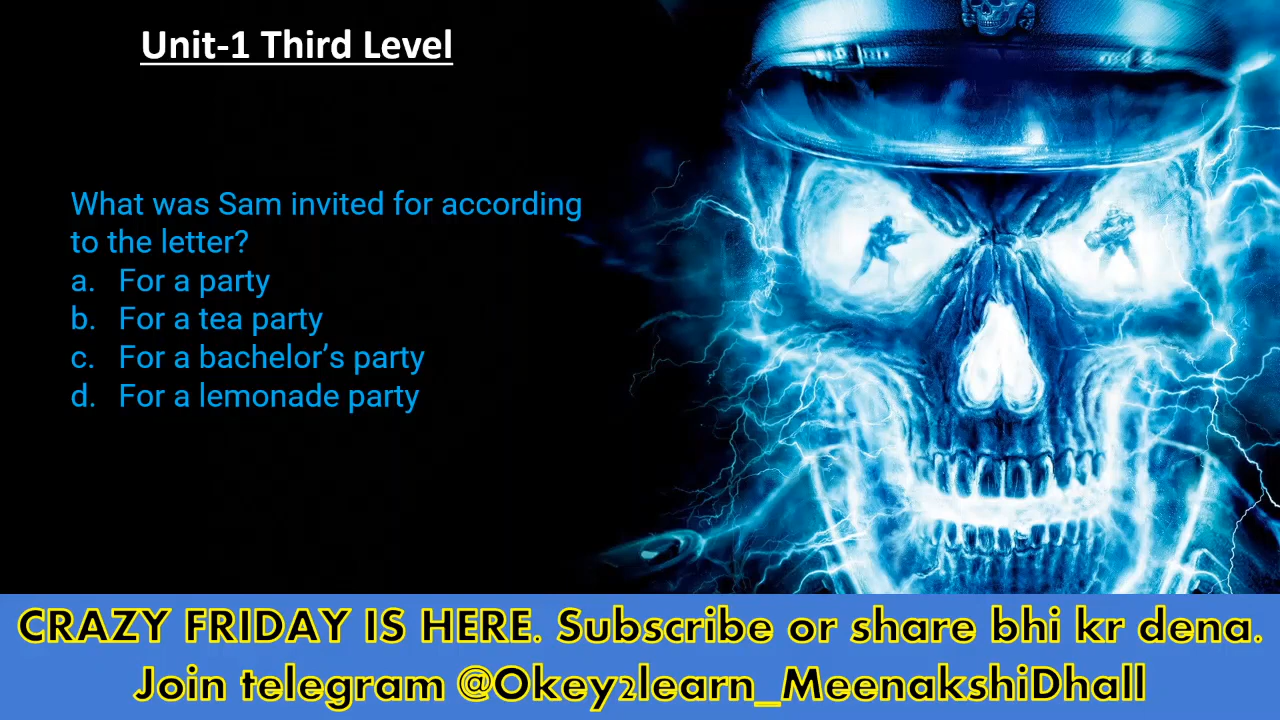 Unit-1 Third Level
What was Sam invited for according
to the letter?
a. For a party
b. For a tea party
c. For a bachelor’s party
d. For a lemonade party
CRAZY FRIDAY IS HERE. Subscribe or share bhi kr dena.
Join telegram @Okey2learn_MeenakshiDhall